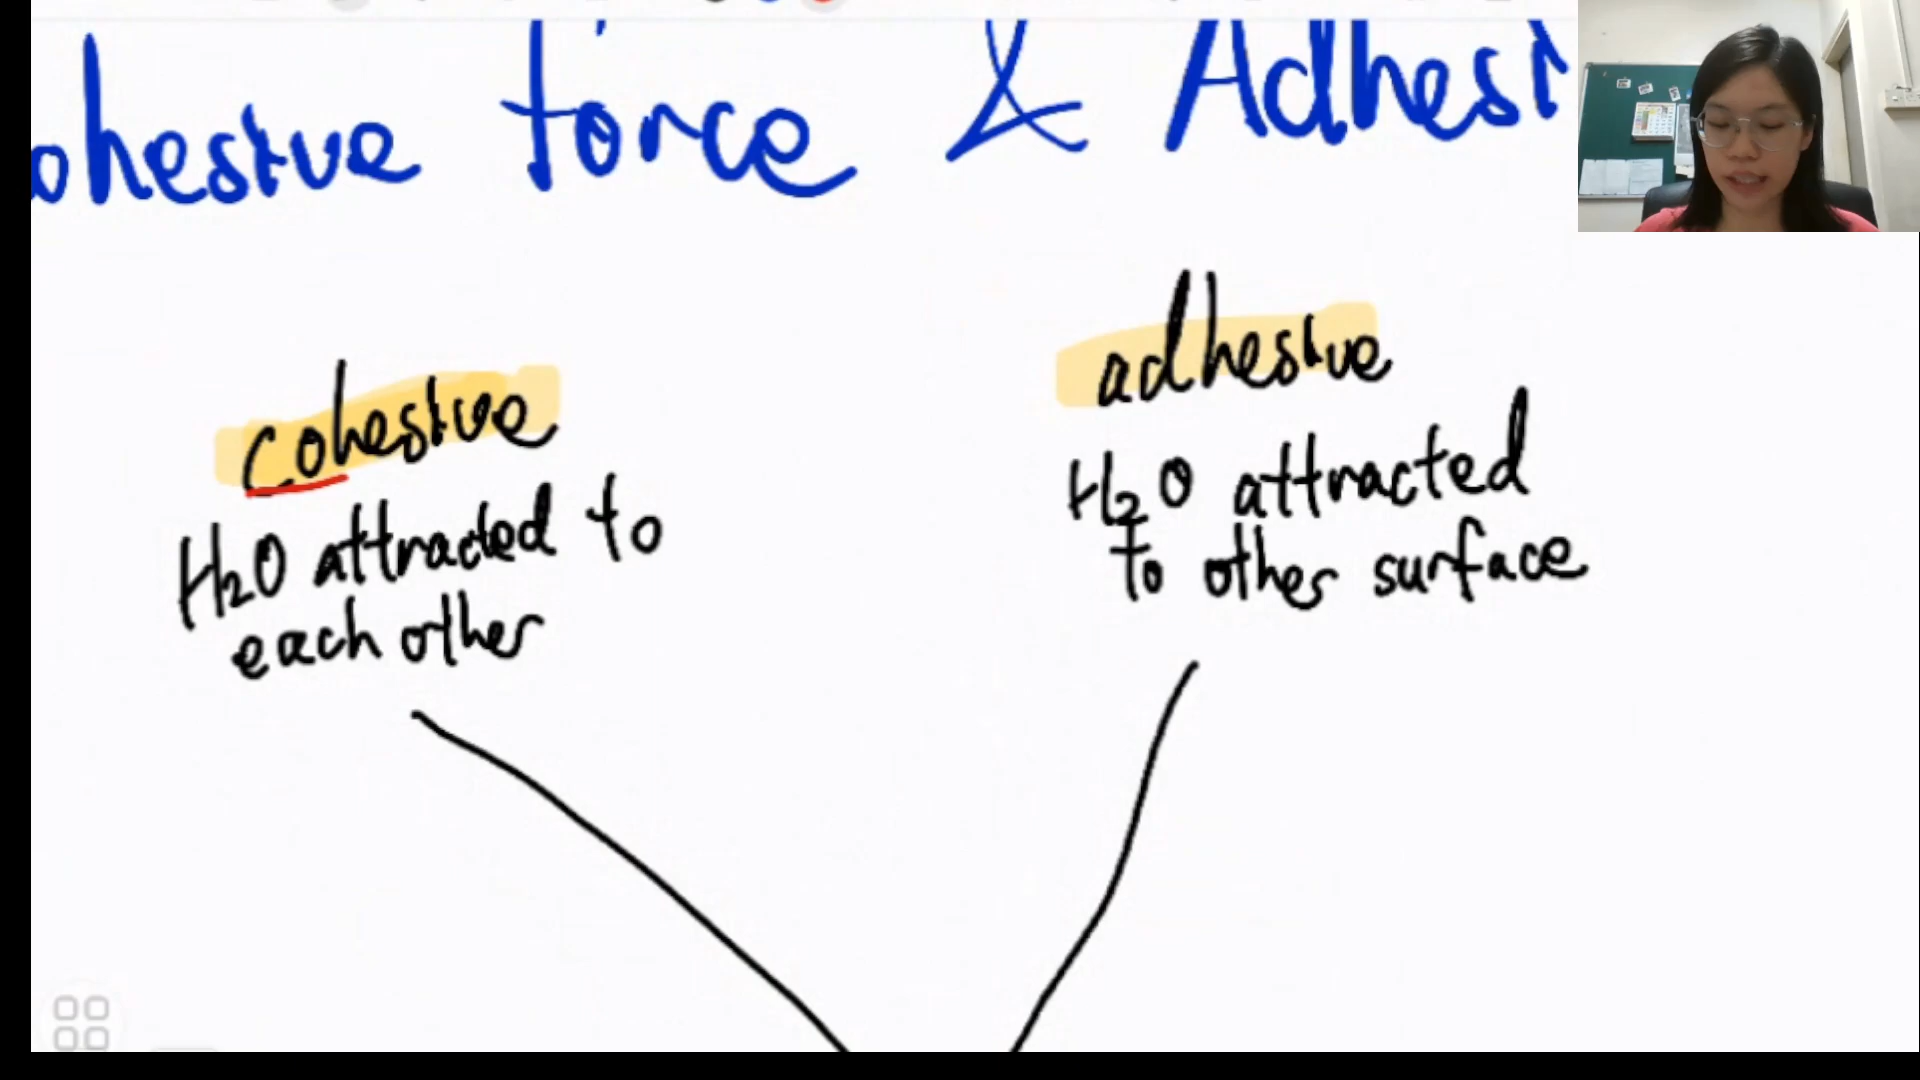 ohesive force & Adhesi
cohesive
H₂O attracted to
each other
adhesive
H₂O attracted
to other surface